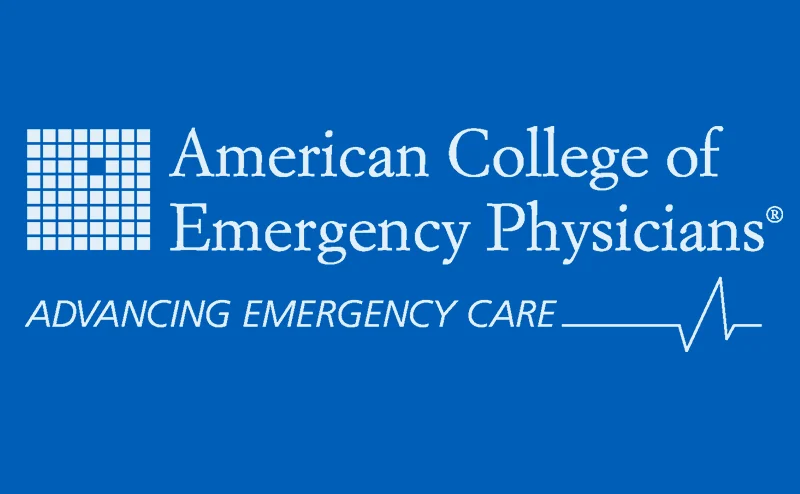 American College of
Emergency Physicians®
ADVANCING EMERGENCY CARE